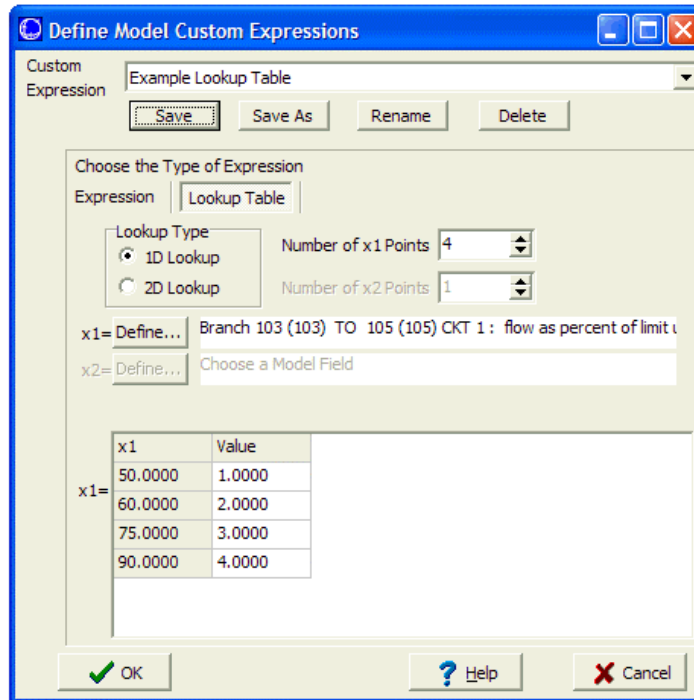 Define Model Custom Expressions
Custom Expression
Example Lookup Table
Save Save As Rename Delete
Choose the Type of Expression
Expression Lookup Table
Lookup Type
1D Lookup
2D Lookup
Number of x1 Points 4
Number of x2 Points 1
x1= Define... Branch 103 (103) TO 105 (105) CKT 1 : flow as percent of limit
x2= Define... Choose a Model Field
x1=
x1 Value
50.0000 1.0000
60.0000 2.0000
75.0000 3.0000
90.0000 4.0000
OK ? Help Cancel